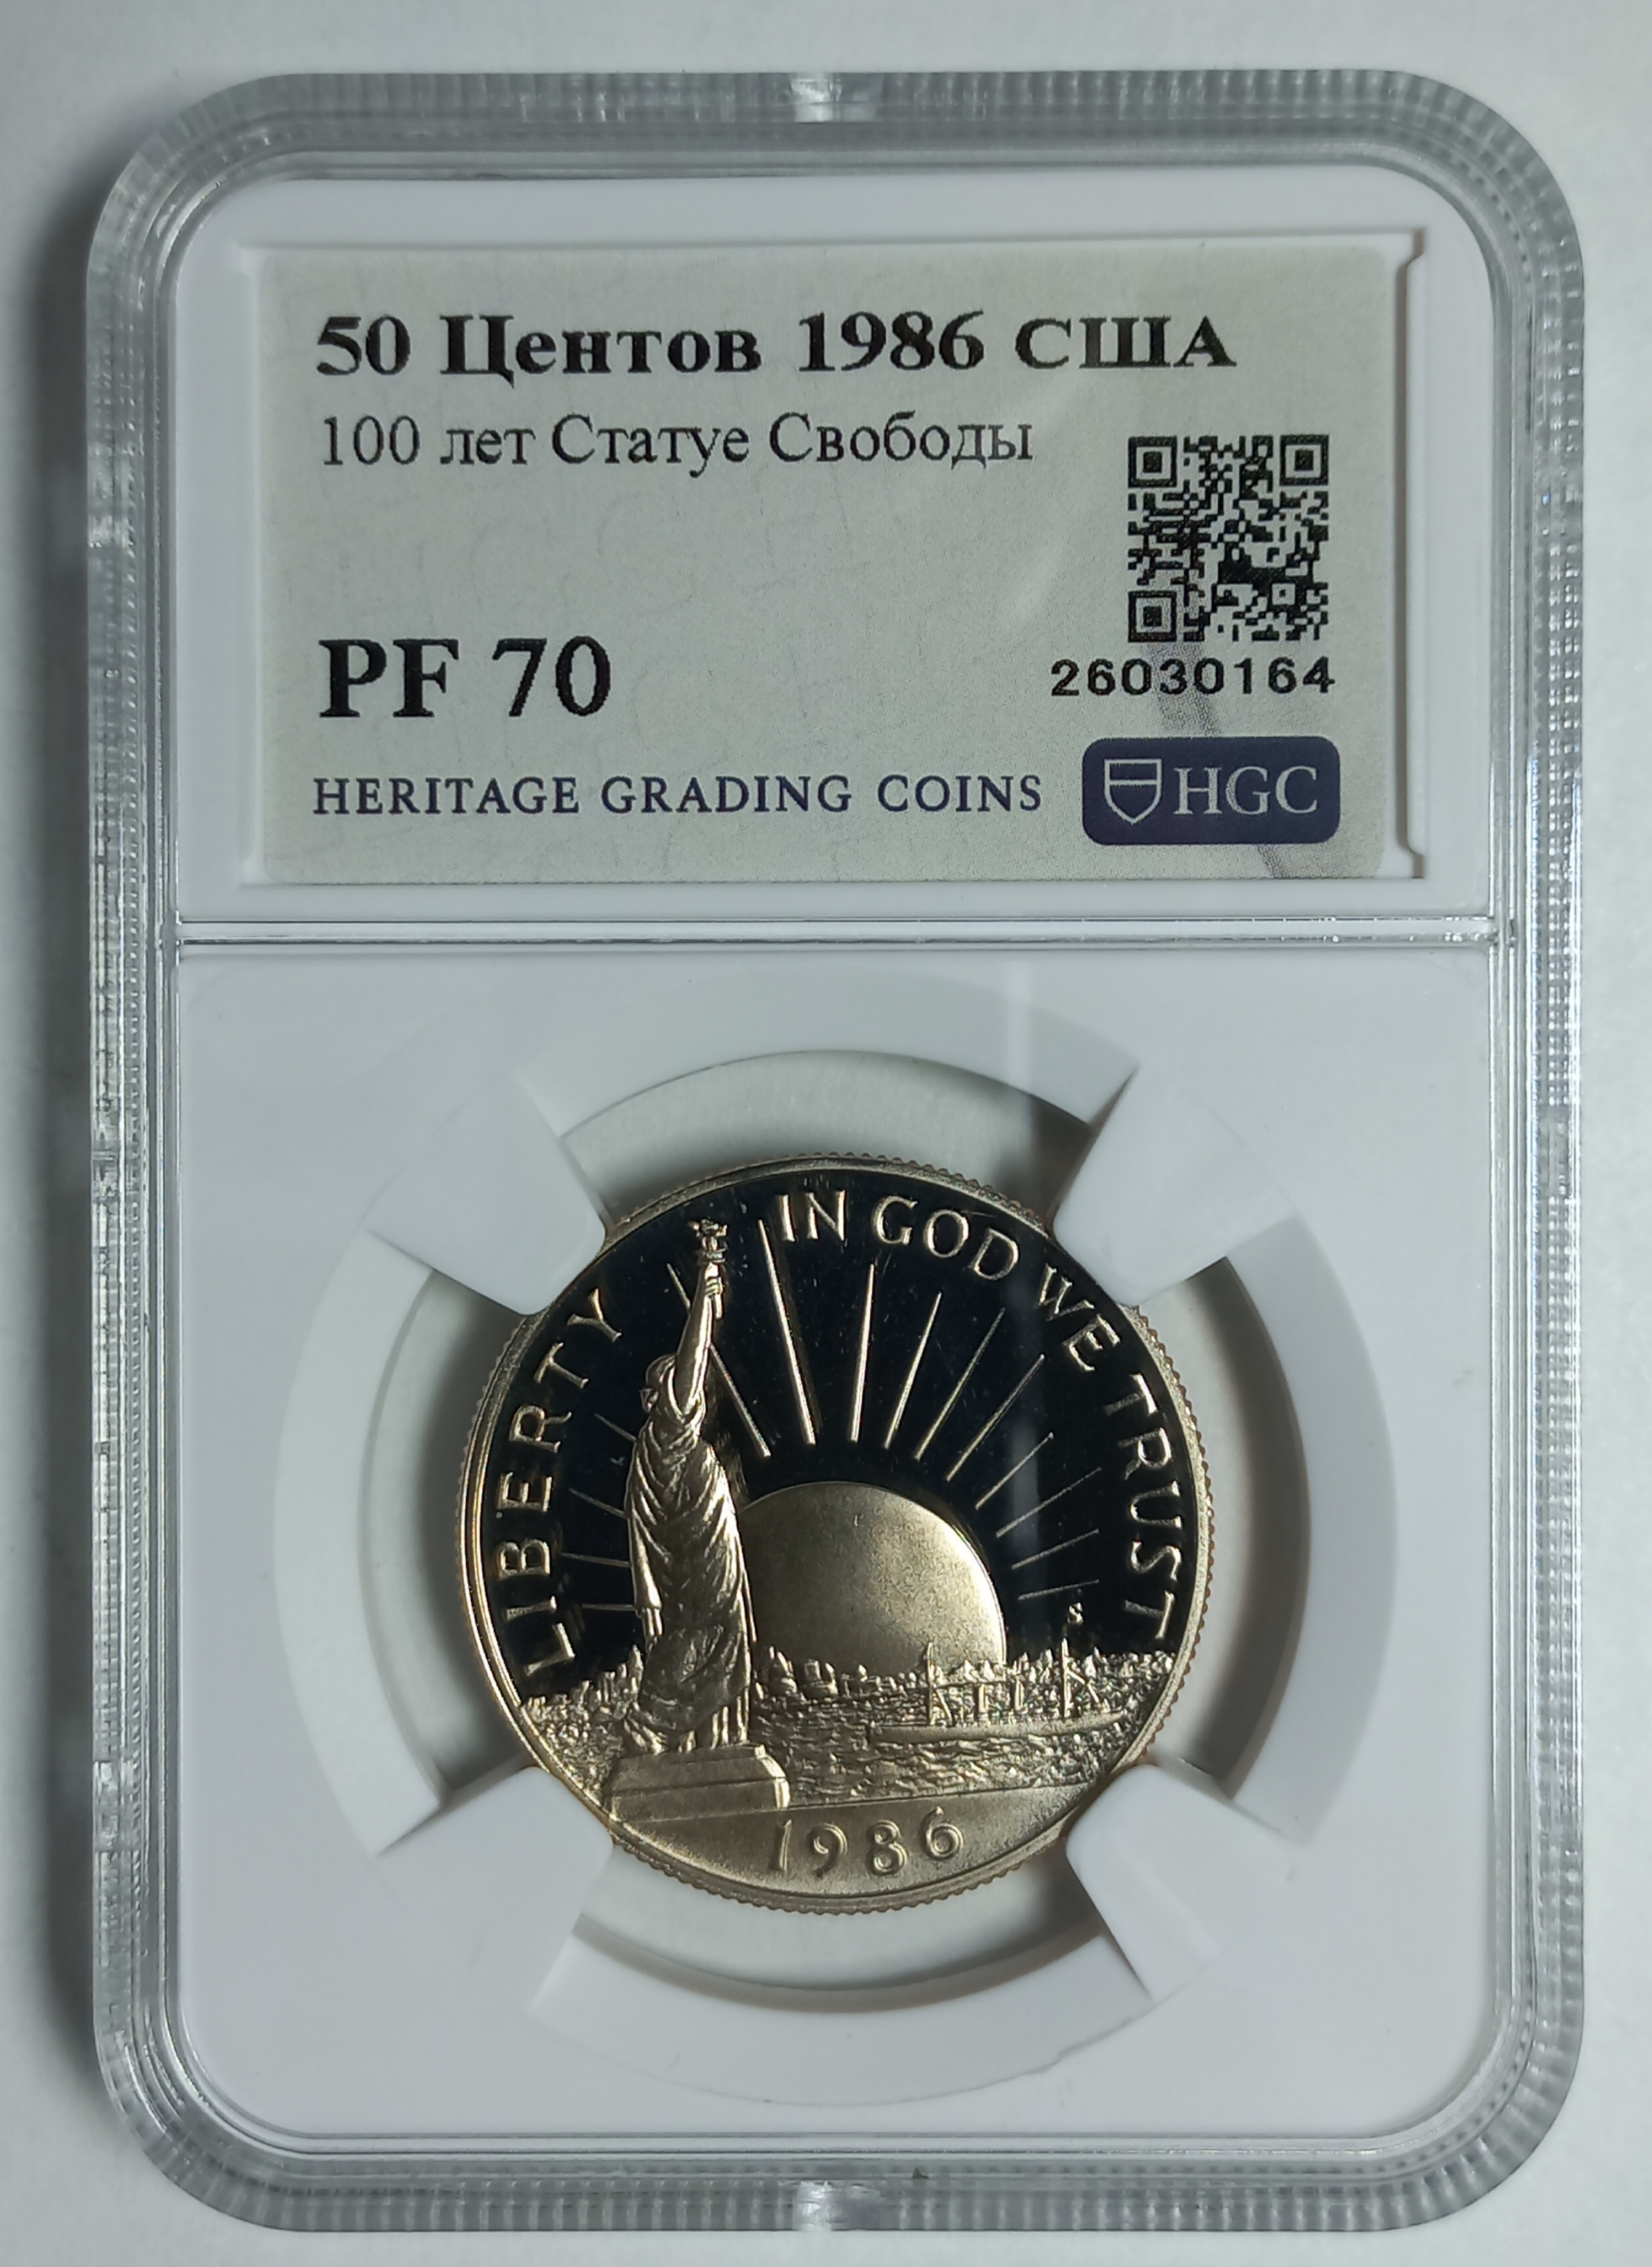 50 Центов 1986 США
100 лет Статуе Свободы
PF 70
26030164
HERITAGE GRADING COINS
HGC
LIBERTY
IN GOD WE TRUST
S
1986